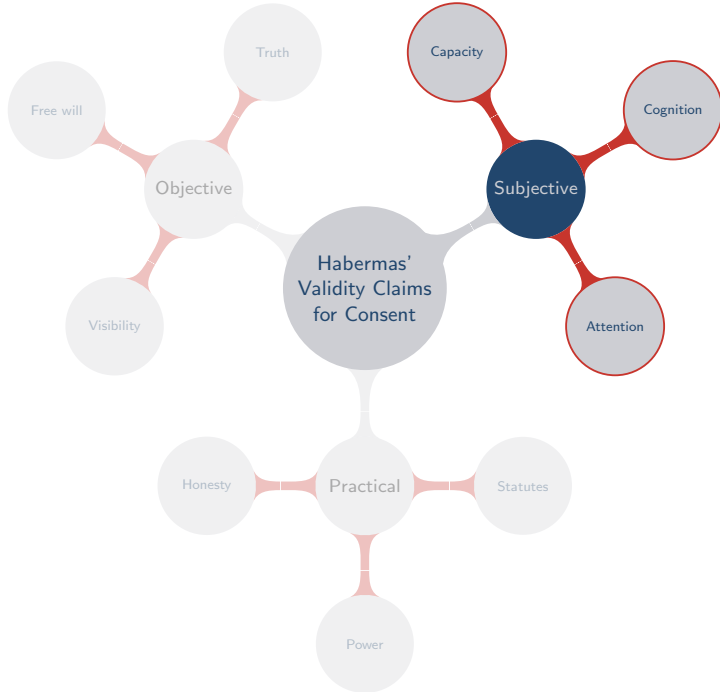 Truth
Capacity
Free will
Cognition
Objective
Subjective
Habermas’
Validity Claims
for Consent
Visibility
Attention
Honesty
Practical
Statutes
Power